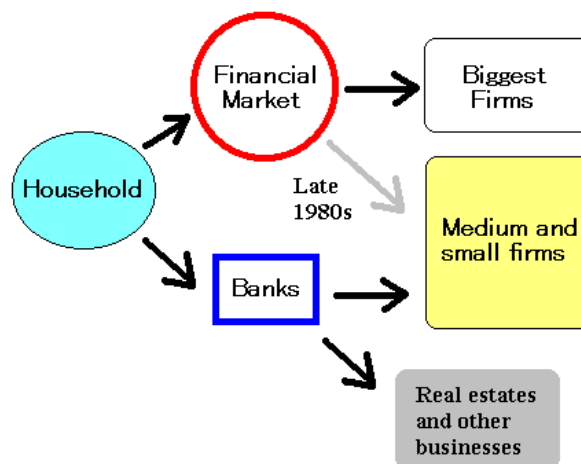 Financial
Market
Biggest
Firms
Household
Late
1980s
Medium and
small firms
Banks
Real estates
and other
businesses